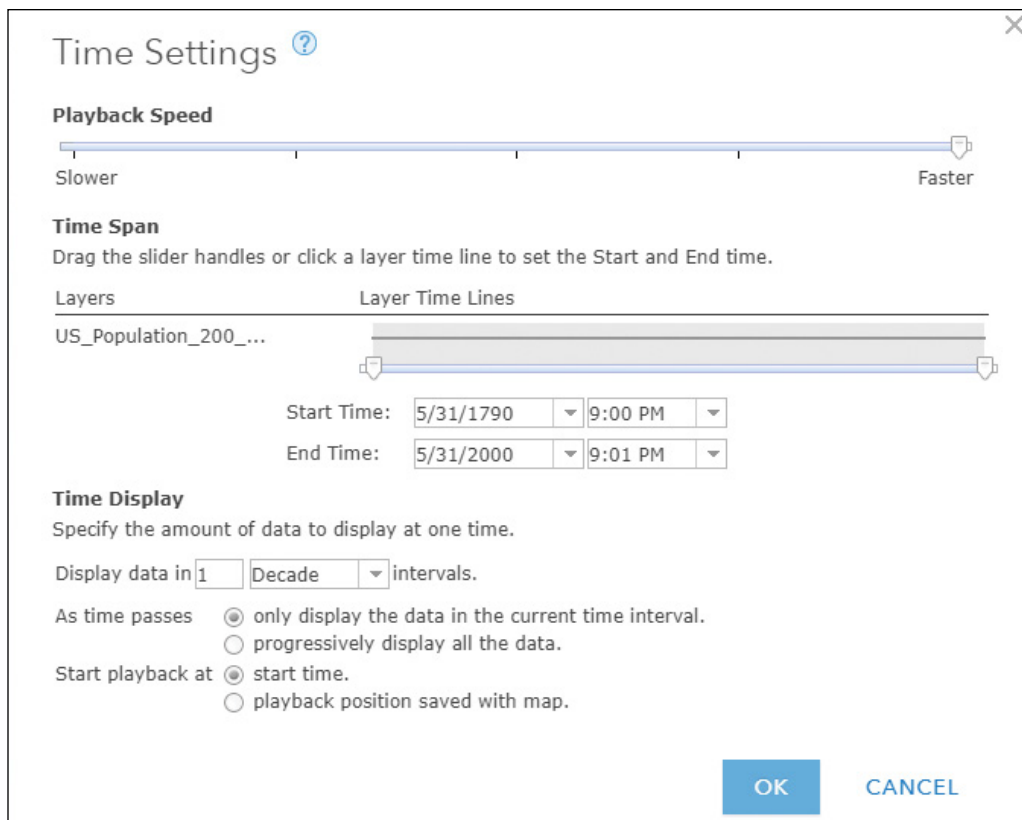 Time Settings ?
Playback Speed
Slower Faster
Time Span
Drag the slider handles or click a layer time line to set the Start and End time.
Layers Layer Time Lines
US_Population_200_...
Start Time: 5/31/1790 9:00 PM
End Time: 5/31/2000 9:01 PM
Time Display
Specify the amount of data to display at one time.
Display data in 1 Decade intervals.
As time passes only display the data in the current time interval.
progressively display all the data.
Start playback at start time.
playback position saved with map.
OK CANCEL